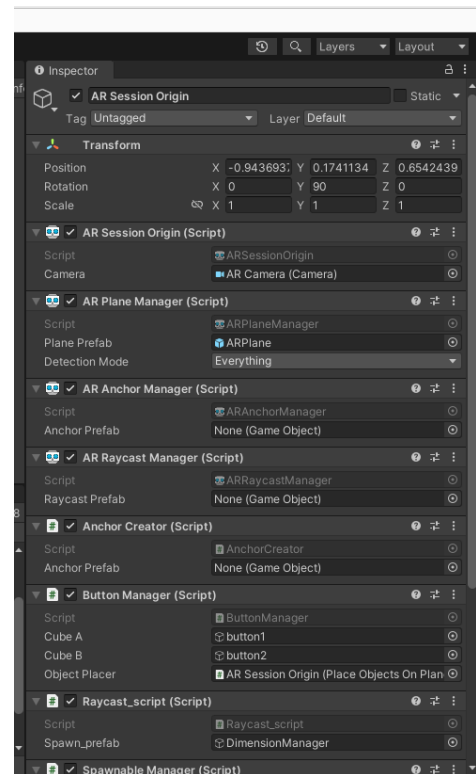 Layers Layout
Inspector
AR Session Origin Static
Tag Untagged Layer Default
Transform
Position X -0.943693 Y 0.1741134 Z 0.6542439
Rotation X 0 Y 90 Z 0
Scale X 1 Y 1 Z 1
AR Session Origin (Script)
Script ARSessionOrigin
Camera AR Camera (Camera)
AR Plane Manager (Script)
Script ARPlaneManager
Plane Prefab ARPlane
Detection Mode Everything
AR Anchor Manager (Script)
Script ARAnchorManager
Anchor Prefab None (Game Object)
AR Raycast Manager (Script)
Script ARRaycastManager
Raycast Prefab None (Game Object)
Anchor Creator (Script)
Script AnchorCreator
Anchor Prefab None (Game Object)
Button Manager (Script)
Script ButtonManager
Cube A button1
Cube B button2
Object Placer AR Session Origin (Place Objects On Plan
Raycast_script (Script)
Script Raycast_script
Spawn_prefab DimensionManager
Spawnable Manager (Script)